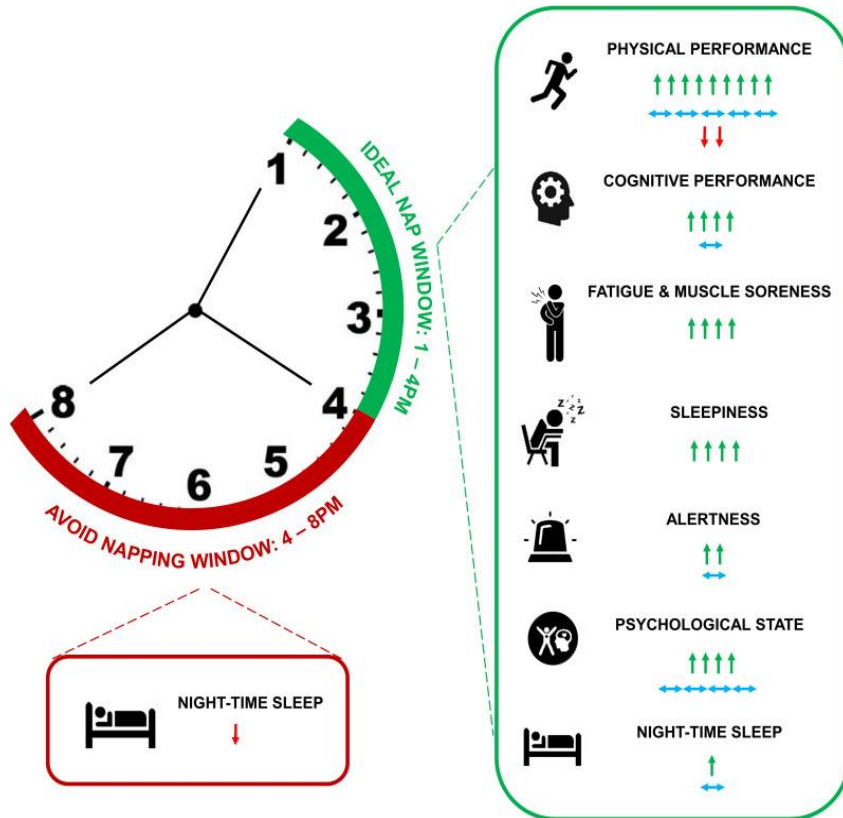 1
2
3
4
5
6
7
8
IDEAL NAP WINDOW: 1 – 4PM
AVOID NAPPING WINDOW: 4 – 8PM
NIGHT-TIME SLEEP
PHYSICAL PERFORMANCE
COGNITIVE PERFORMANCE
FATIGUE & MUSCLE SORENESS
z z z z z
SLEEPINESS
ALERTNESS
PSYCHOLOGICAL STATE
NIGHT-TIME SLEEP